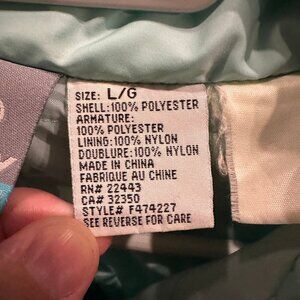 SIZE: L/G
SHELL:100% POLYESTER
ARMATURE:
100% POLYESTER
LINING:100% NYLON
DOUBLURE:100% NYLON
MADE IN CHINA
FABRIQUE AU CHINE
RN# 22443
CA# 32350
STYLE# F474227
SEE REVERSE FOR CARE